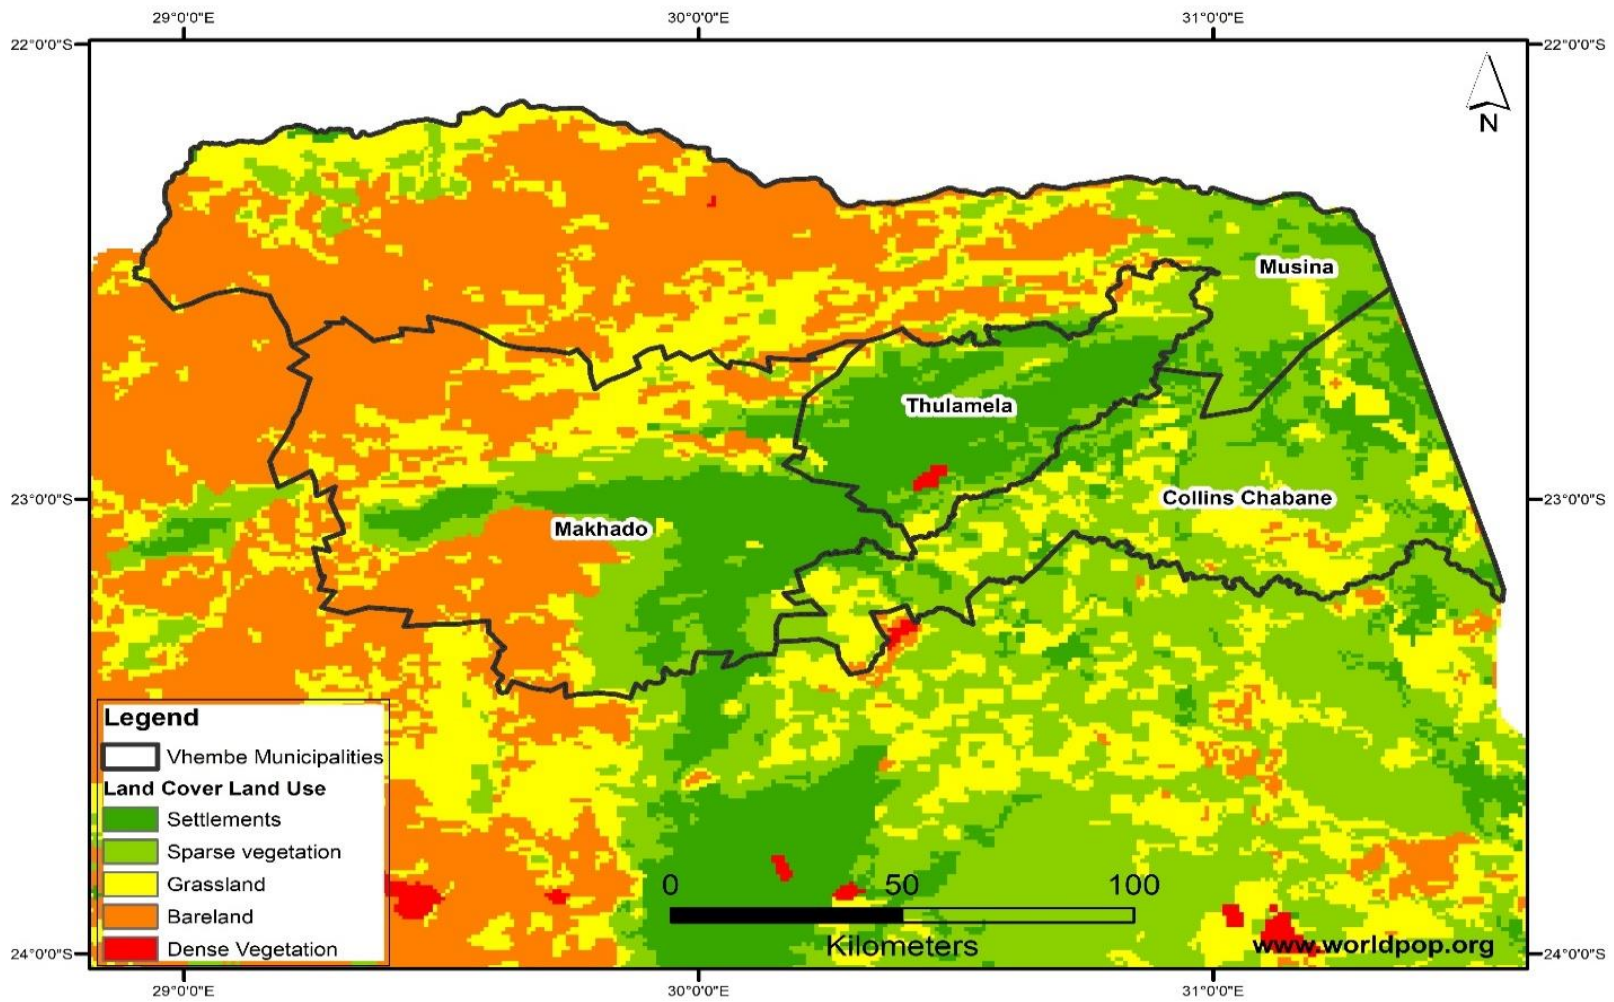 29°0'0"E 30°0'0"E 31°0'0"E
22°0'0"S 22°0'0"S
N
Musina
Thulamela
Collins Chabane
23°0'0"S 23°0'0"S
Makhado
Legend
Vhembe Municipalities
Land Cover Land Use
Settlements
Sparse vegetation
Grassland
Bareland
Dense Vegetation
0 50 100
Kilometers
www.worldpop.org
24°0'0"S 24°0'0"S
29°0'0"E 30°0'0"E 31°0'0"E